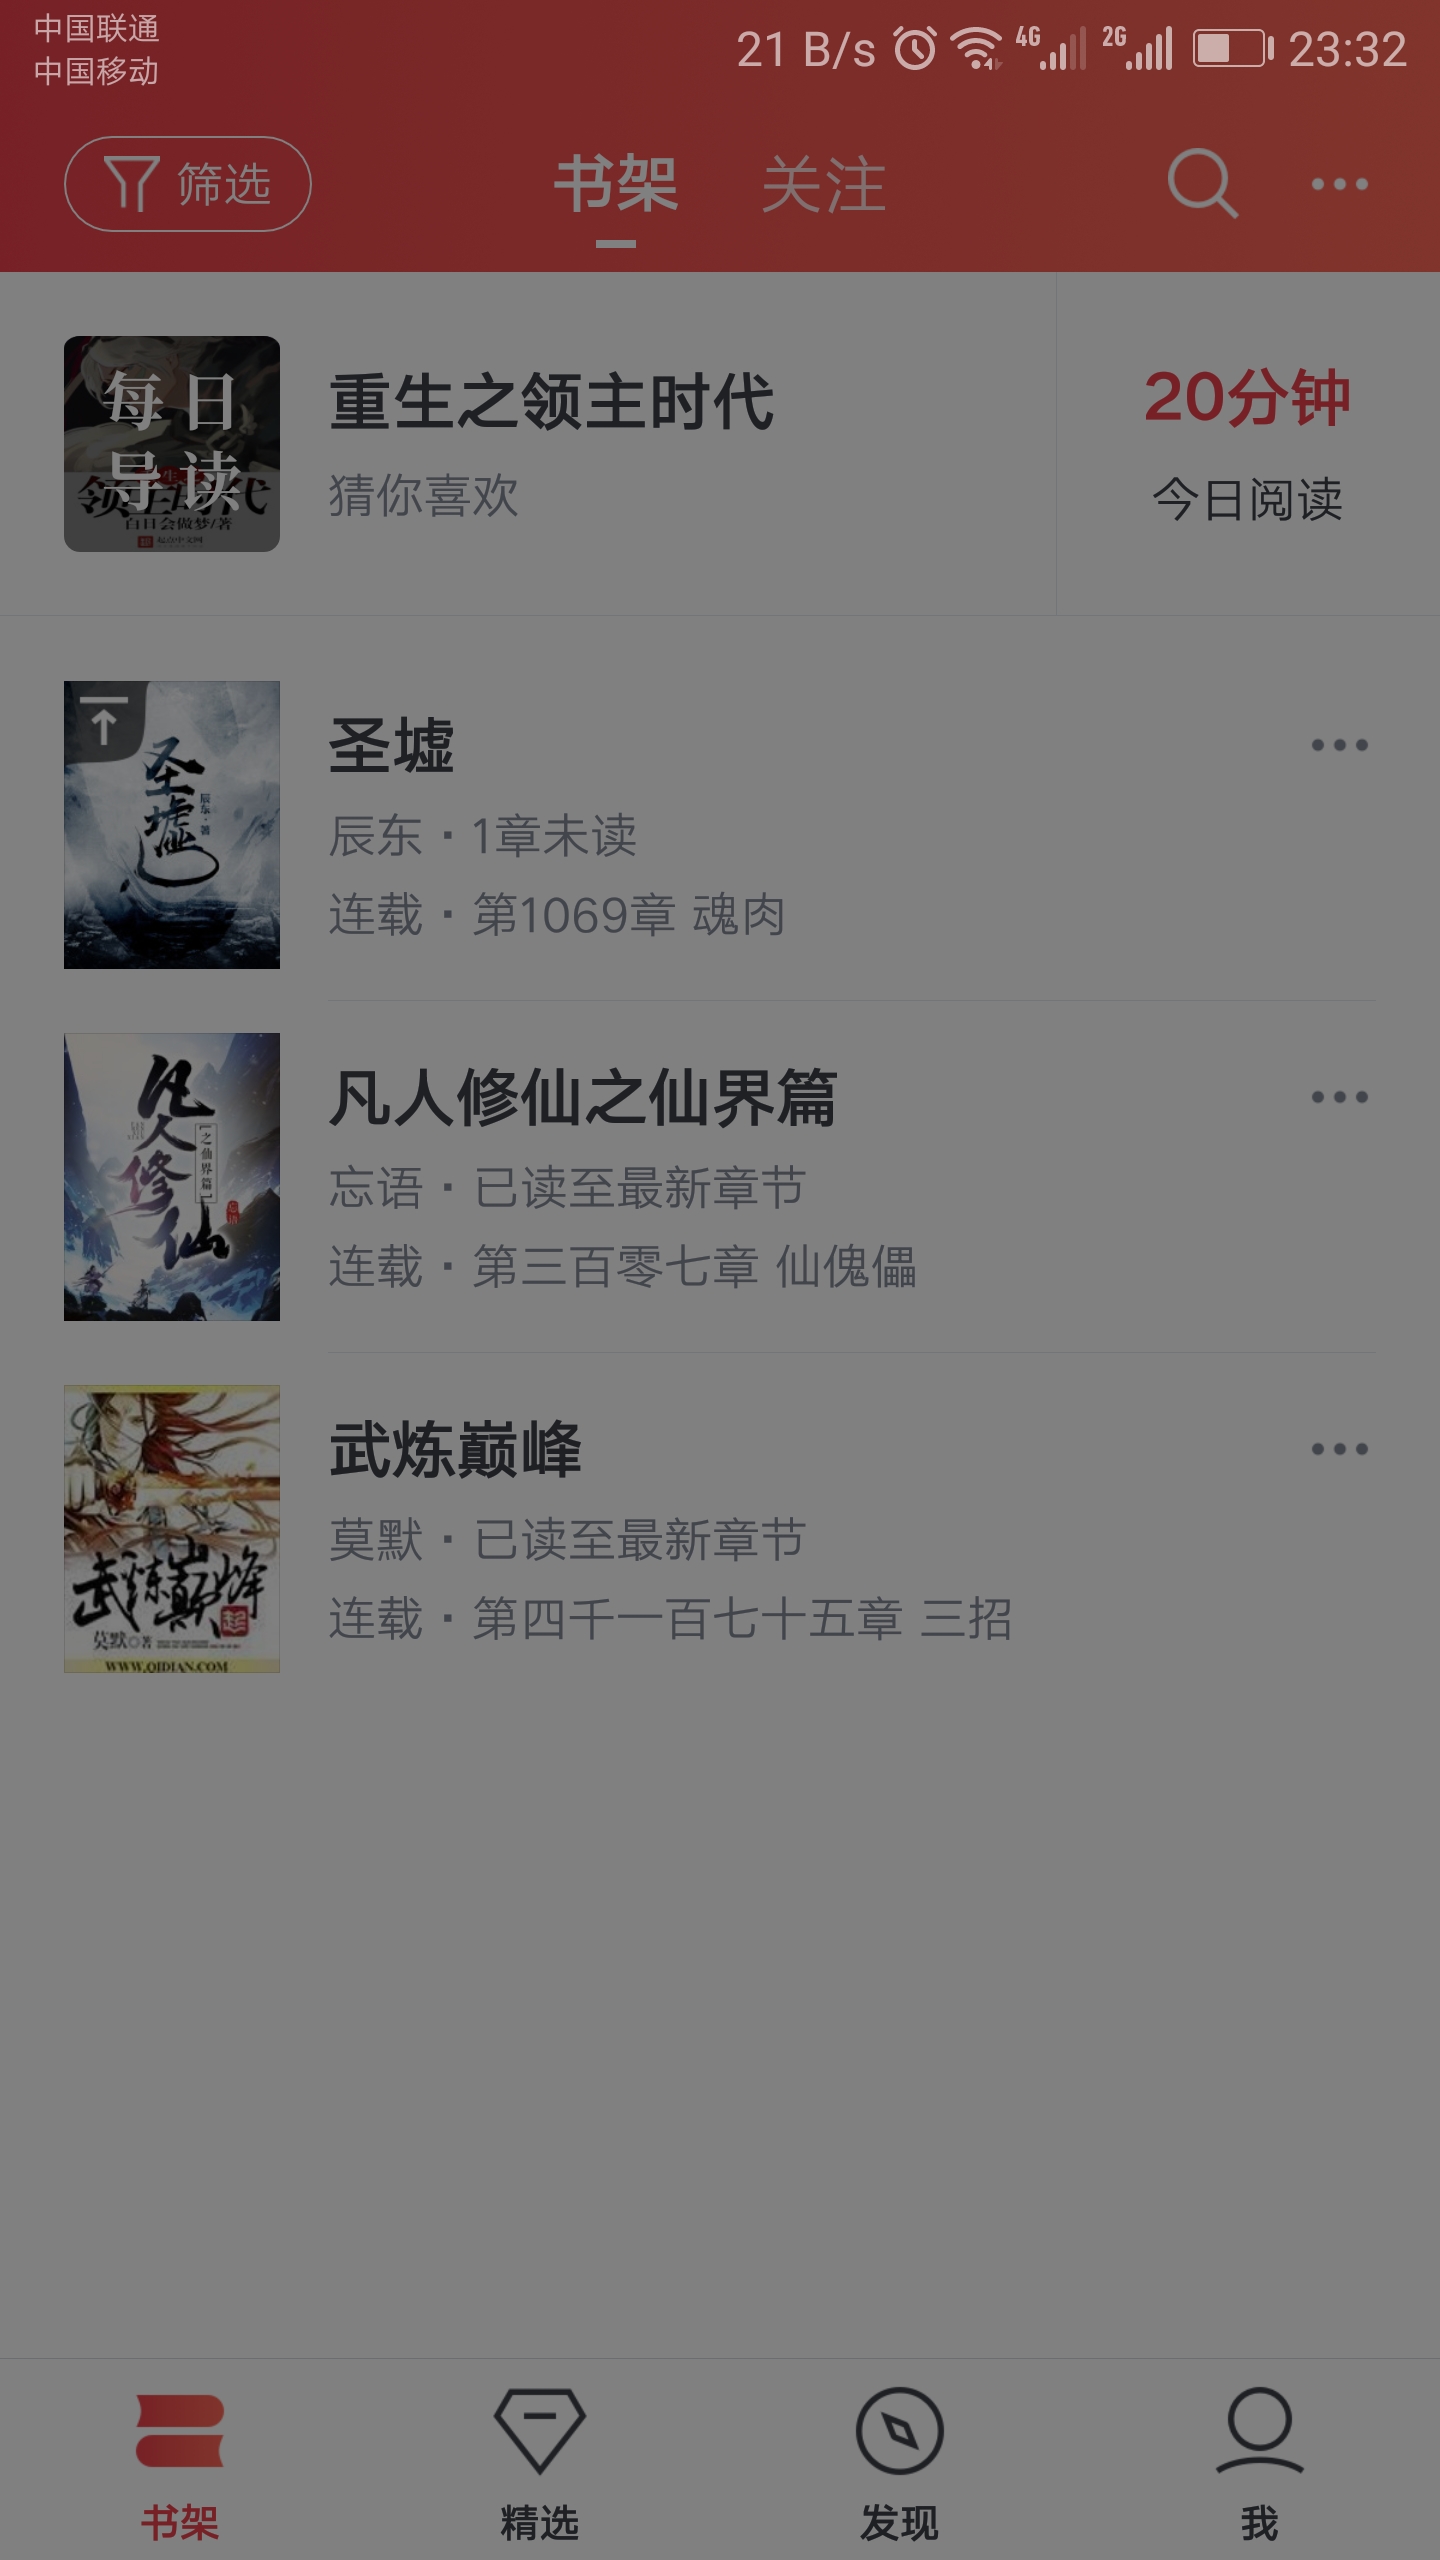 中国联通
中国移动
21 B/s 4G 2G 23:32
筛选
书架 关注
每日
导读
领主时代
白日会做梦/著
起点中文网
重生之领主时代
猜你喜欢
20分钟
今日阅读
圣墟
辰东·著
圣墟
辰东·1章未读
连载·第1069章 魂肉
凡人修仙
之仙界篇
忘语
凡人修仙之仙界篇
忘语·已读至最新章节
连载·第三百零七章 仙傀儡
武炼巅峰
莫默◎著
WWW.QIDIAN.COM
武炼巅峰
莫默·已读至最新章节
连载·第四千一百七十五章 三招
书架
精选
发现
我